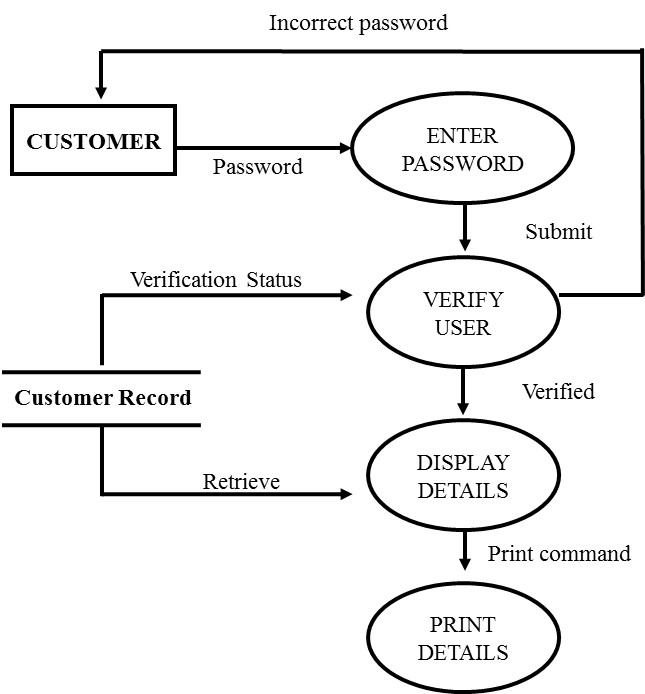 Incorrect password
CUSTOMER
Password
ENTER
PASSWORD
Submit
Verification Status
VERIFY
USER
Verified
Customer Record
DISPLAY
DETAILS
Retrieve
Print command
PRINT
DETAILS